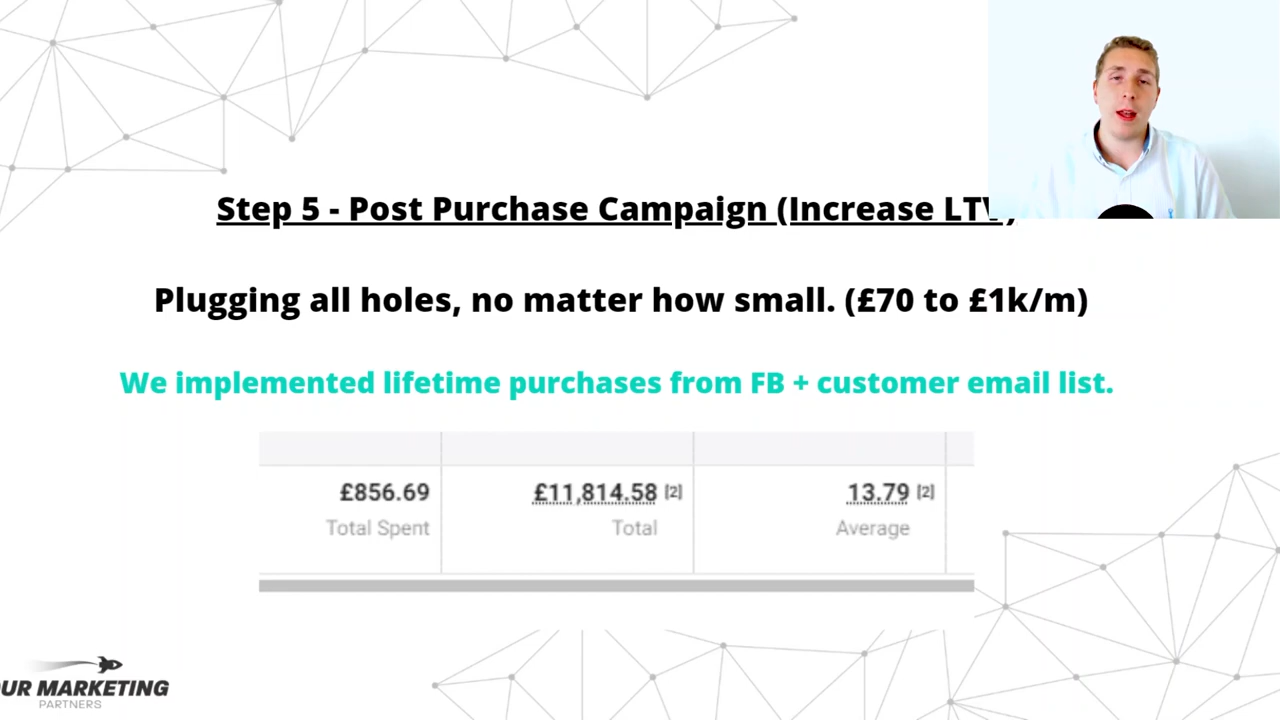 Step 5 - Post Purchase Campaign (Increase LTV)
Plugging all holes, no matter how small. (£70 to £1k/m)
We implemented lifetime purchases from FB + customer email list.
£856.69 £11,814.58 [2] 13.79 [2]
Total Spent Total Average
OUR MARKETING
PARTNERS